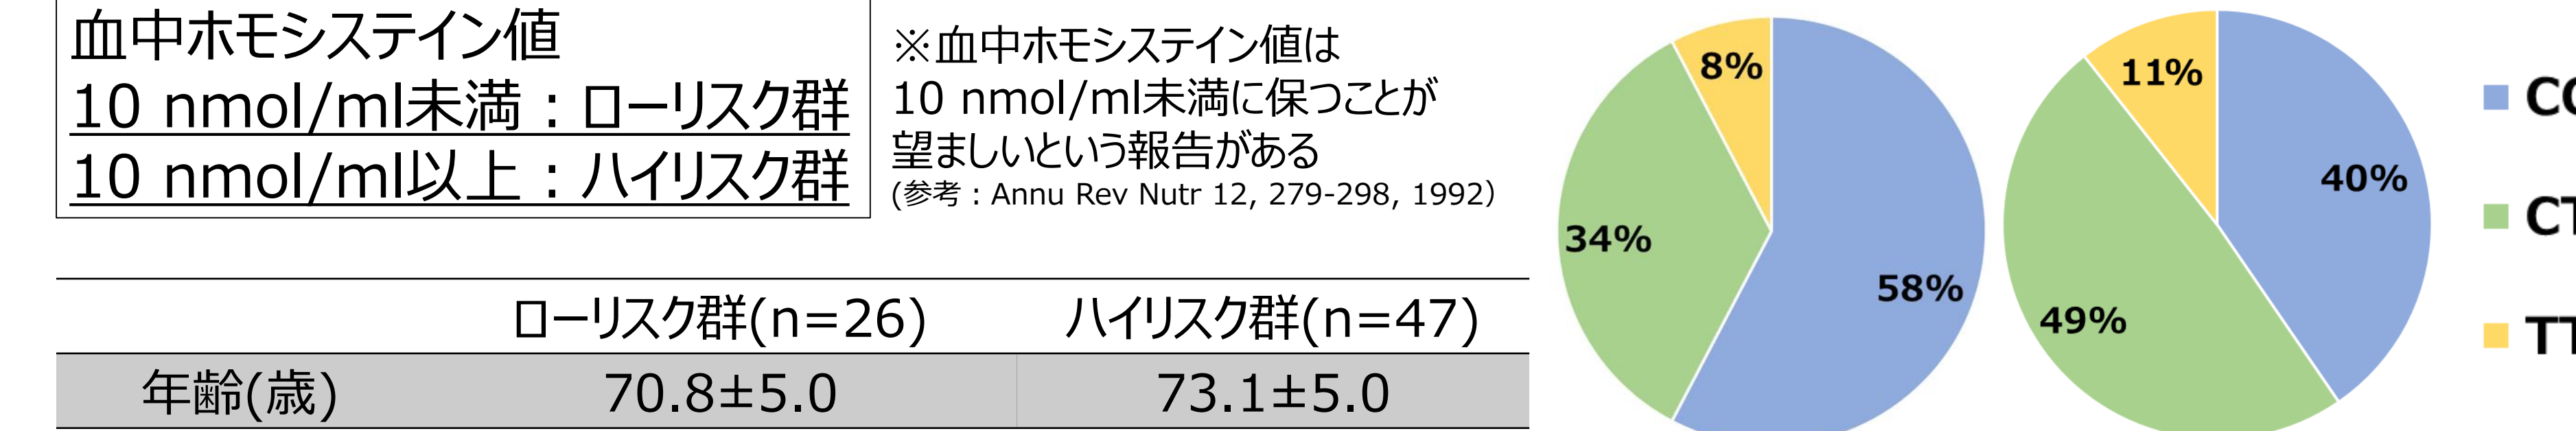 血中ホモシステイン値
10 nmol/ml未満：ローリスク群
10 nmol/ml以上：ハイリスク群
※血中ホモシステイン値は
10 nmol/ml未満に保つことが
望ましいという報告がある
(参考：Annu Rev Nutr 12, 279-298, 1992)
ローリスク群(n=26) ハイリスク群(n=47)
年齢(歳) 70.8±5.0 73.1±5.0
8%
34%
58%
11%
40%
49%